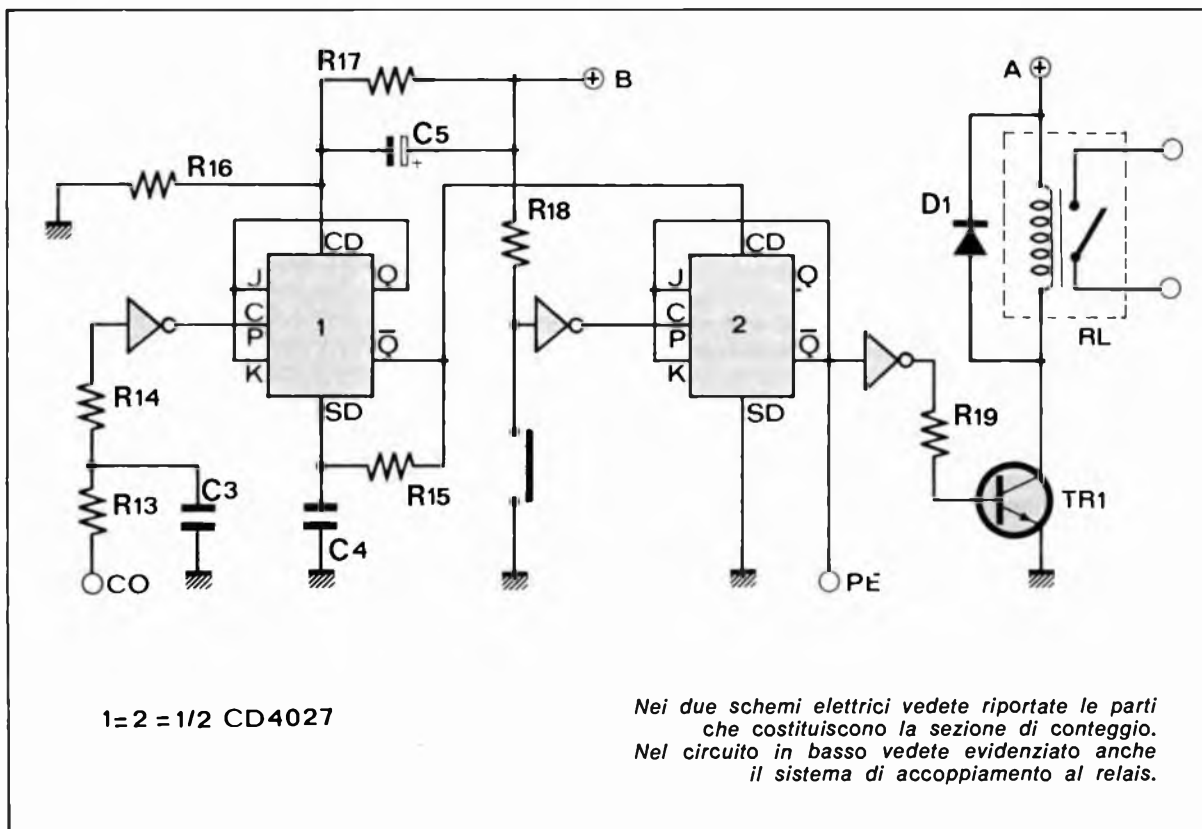 R17
B
A
C5
+
R16
R18
D1
CD
CD
J
Q
J
Q
C
C
1
2
P
Q̅
P
Q̅
K
K
RL
R14
SD
SD
R19
R13
C3
R15
TR1
C4
CO
PE
1=2=1/2 CD4027
Nei due schemi elettrici vedete riportate le parti
che costituiscono la sezione di conteggio.
Nel circuito in basso vedete evidenziato anche
il sistema di accoppiamento al relais.